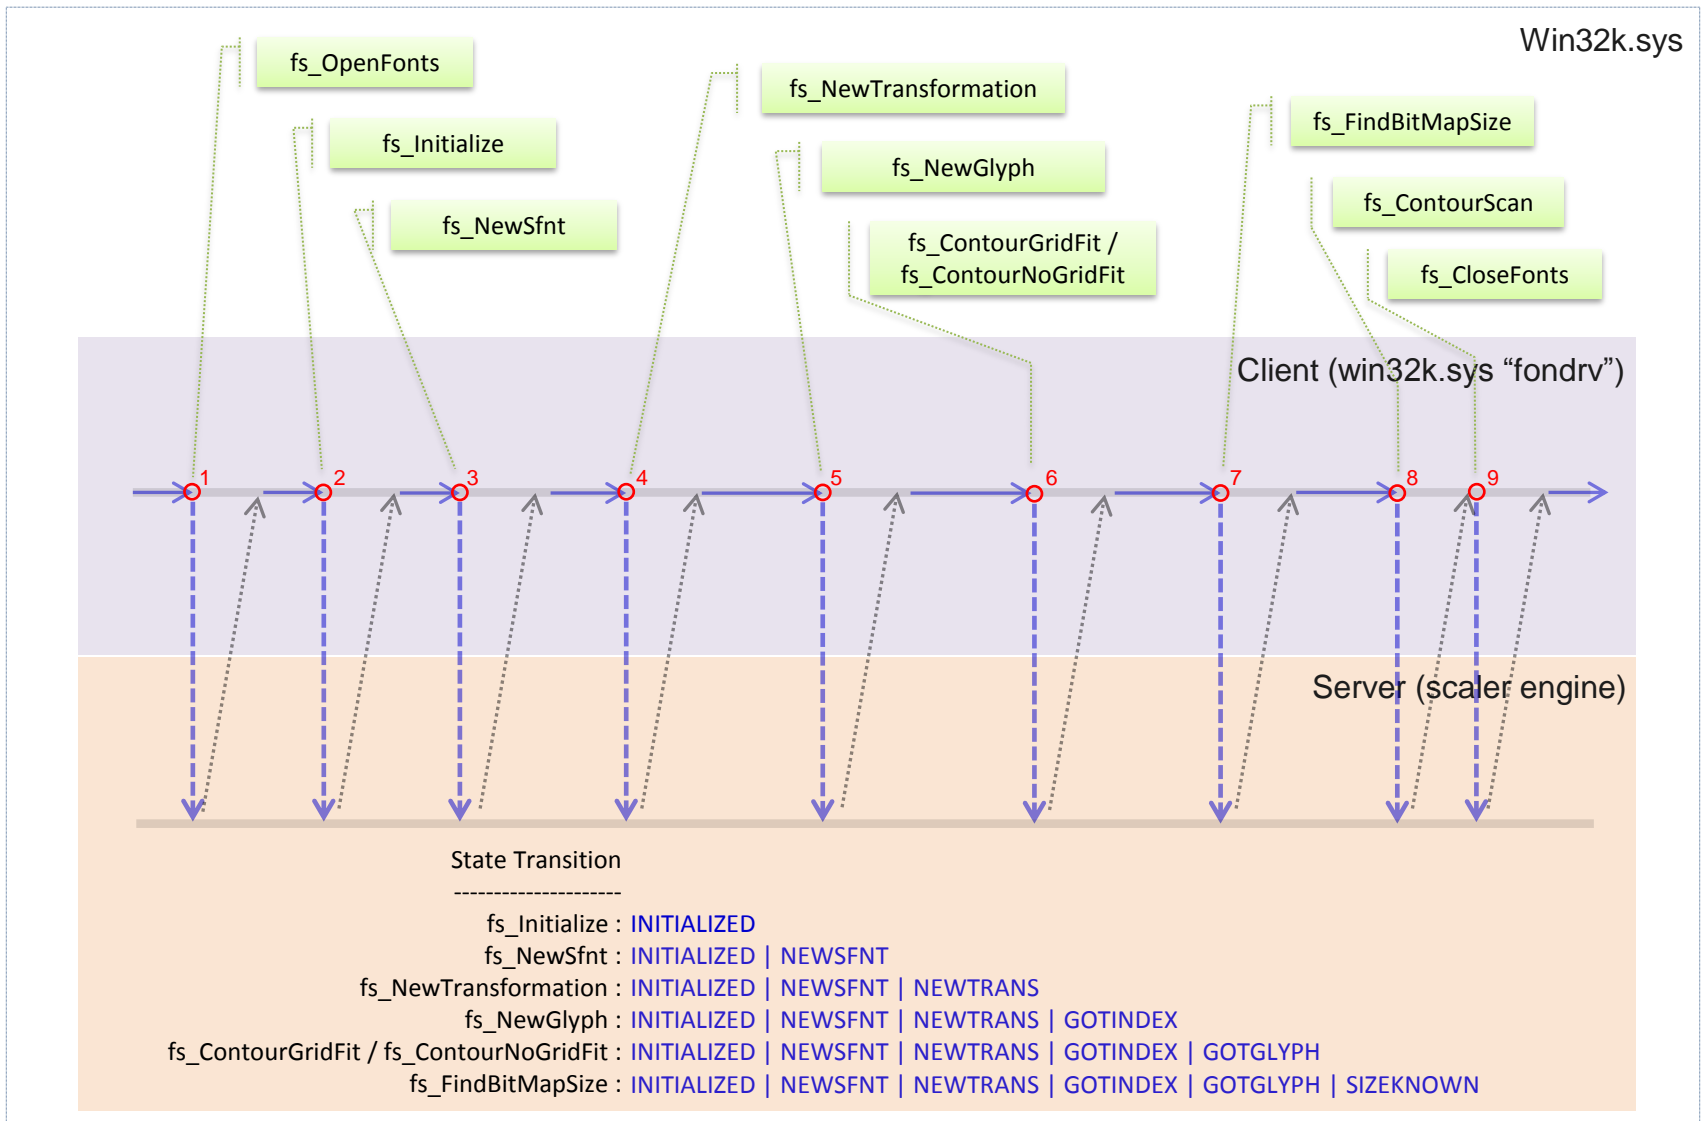 Win32k.sys
fs_OpenFonts
fs_Initialize
fs_NewSfnt
fs_NewTransformation
fs_NewGlyph
fs_ContourGridFit /
fs_ContourNoGridFit
fs_FindBitMapSize
fs_ContourScan
fs_CloseFonts
Client (win32k.sys “fondrv”)
1 2 3 4 5 6 7 8 9
Server (scaler engine)
State Transition
---------------------
fs_Initialize : INITIALIZED
fs_NewSfnt : INITIALIZED | NEWSFNT
fs_NewTransformation : INITIALIZED | NEWSFNT | NEWTRANS
fs_NewGlyph : INITIALIZED | NEWSFNT | NEWTRANS | GOTINDEX
fs_ContourGridFit / fs_ContourNoGridFit : INITIALIZED | NEWSFNT | NEWTRANS | GOTINDEX | GOTGLYPH
fs_FindBitMapSize : INITIALIZED | NEWSFNT | NEWTRANS | GOTINDEX | GOTGLYPH | SIZEKNOWN